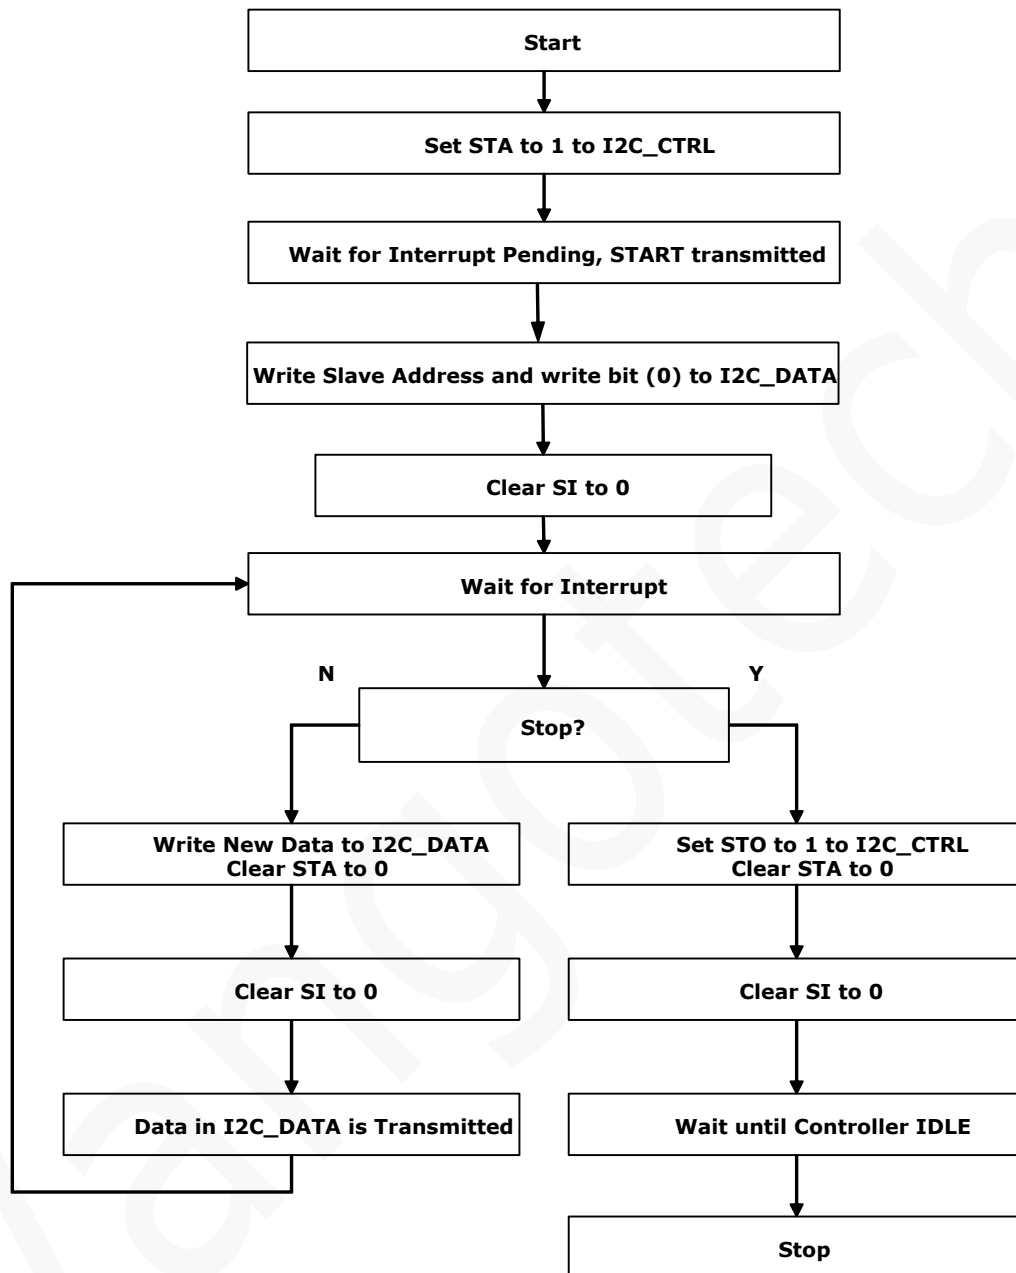 Start
Set STA to 1 to I2C_CTRL
Wait for Interrupt Pending, START transmitted
Write Slave Address and write bit (0) to I2C_DATA
Clear SI to 0
Wait for Interrupt
N
Y
Stop?
Write New Data to I2C_DATA
Clear STA to 0
Set STO to 1 to I2C_CTRL
Clear STA to 0
Clear SI to 0
Clear SI to 0
Data in I2C_DATA is Transmitted
Wait until Controller IDLE
Stop